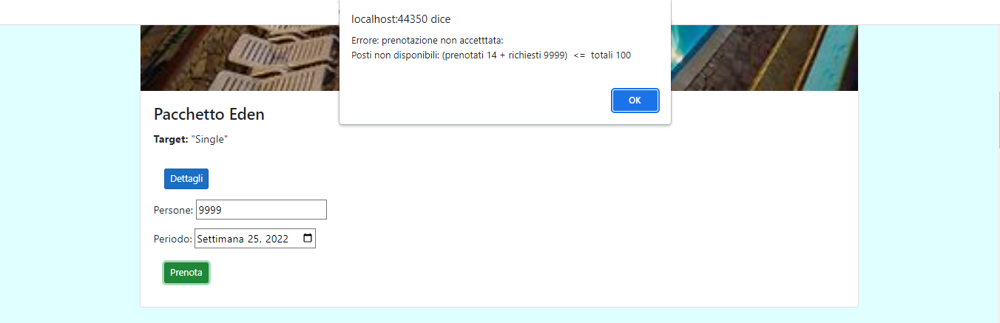 localhost:44350 dice
Errore: prenotazione non accetttata:
Posti non disponibili: (prenotati 14 + richiesti 9999)  <=  totali 100
OK
Pacchetto Eden
Target: "Single"
Dettagli
Persone: 9999
Periodo: Settimana 25, 2022
Prenota